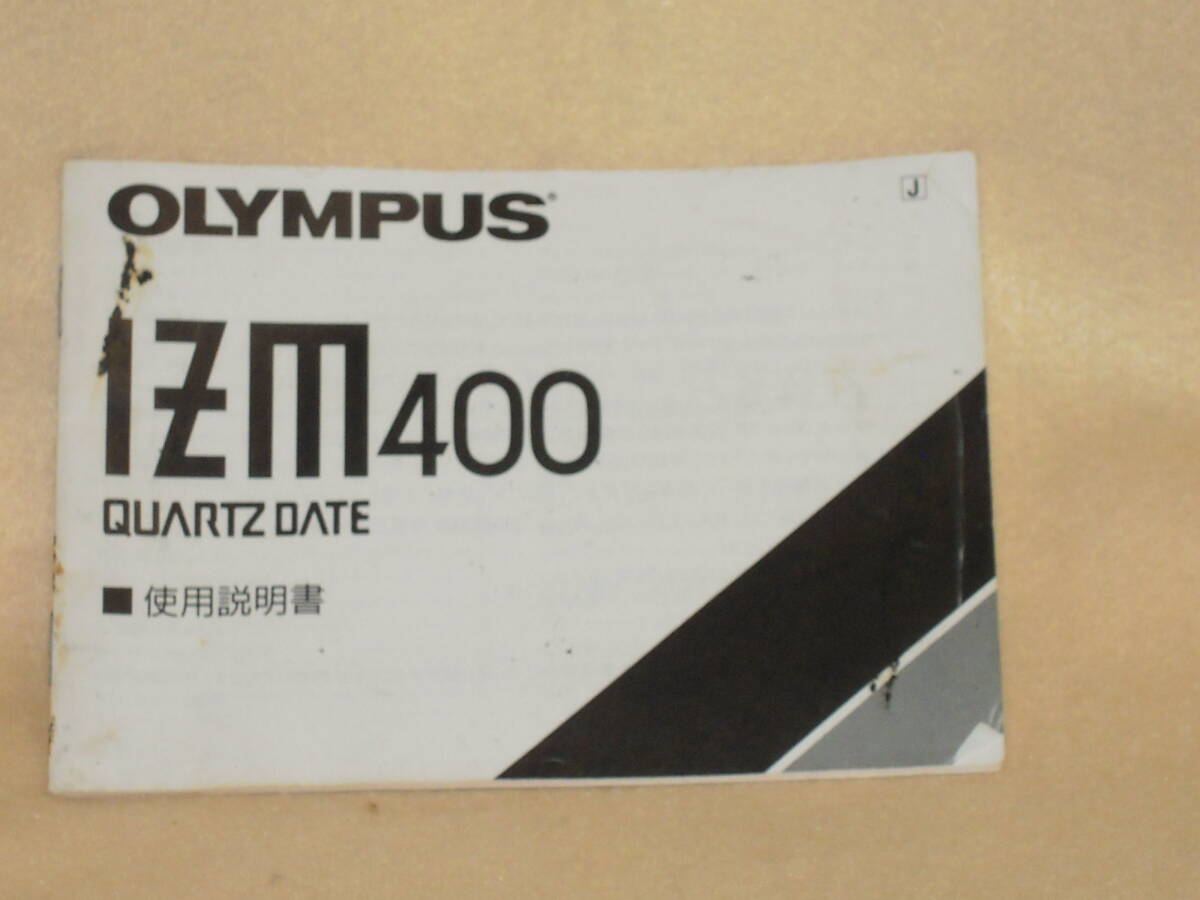 OLYMPUS®
J
IZM400
QUARTZ DATE
■使用説明書